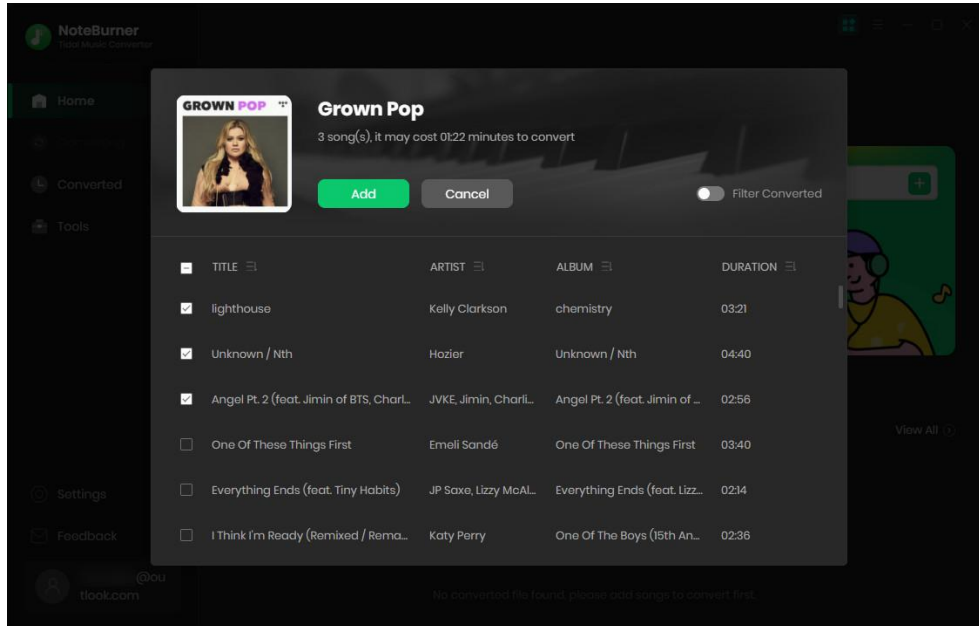 NoteBurner
Tidal Music Converter
Home
Converted
Tools
Settings
Feedback
@ou
tlook.com
GROWN POP
Grown Pop
3 song(s), it may cost 01:22 minutes to convert
Add Cancel Filter Converted
TITLE ARTIST ALBUM DURATION
lighthouse Kelly Clarkson chemistry 03:21
Unknown / Nth Hozier Unknown / Nth 04:40
Angel Pt. 2 (feat. Jimin of BTS, Charl... JVKE, Jimin, Charli... Angel Pt. 2 (feat. Jimin of ... 02:56
One Of These Things First Emeli Sandé One Of These Things First 03:40
Everything Ends (feat. Tiny Habits) JP Saxe, Lizzy McAl... Everything Ends (feat. Lizz... 02:14
I Think I'm Ready (Remixed / Rema... Katy Perry One Of The Boys (15th An... 02:36
View All
No converted file found, please add songs to convert first.